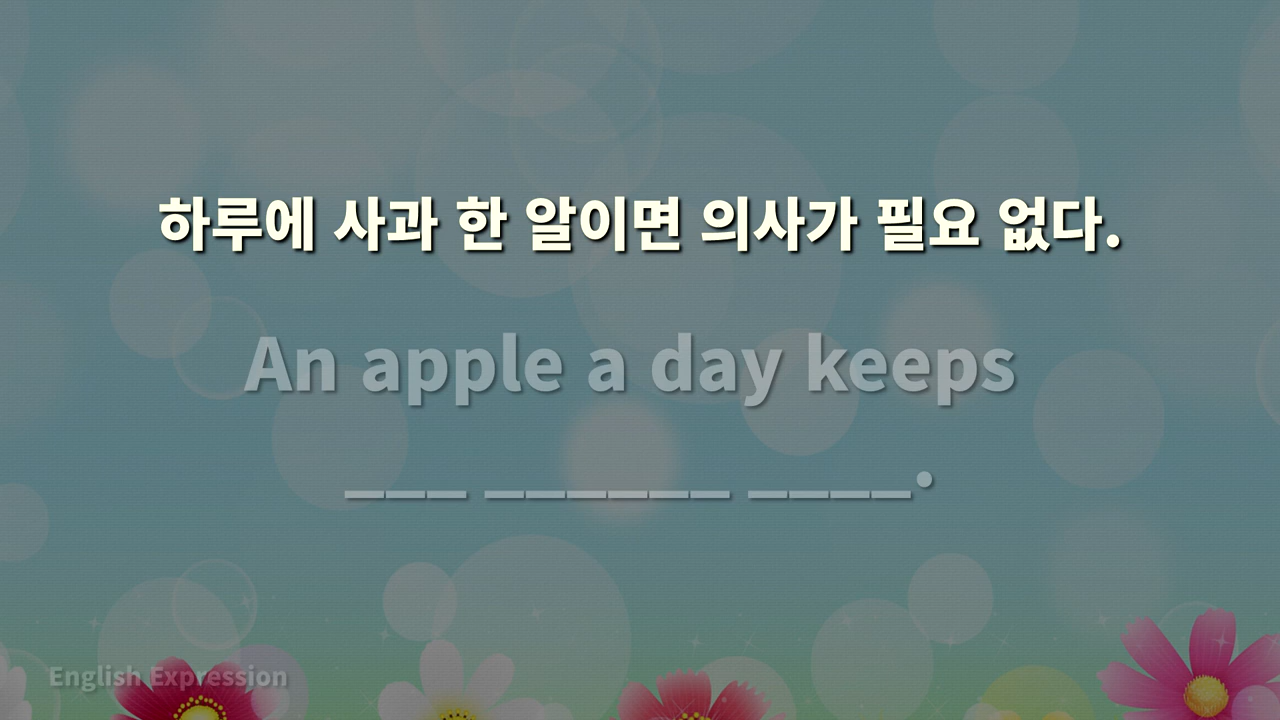 하루에 사과 한 알이면 의사가 필요 없다.
An apple a day keeps
___ ______ ____.
English Expression